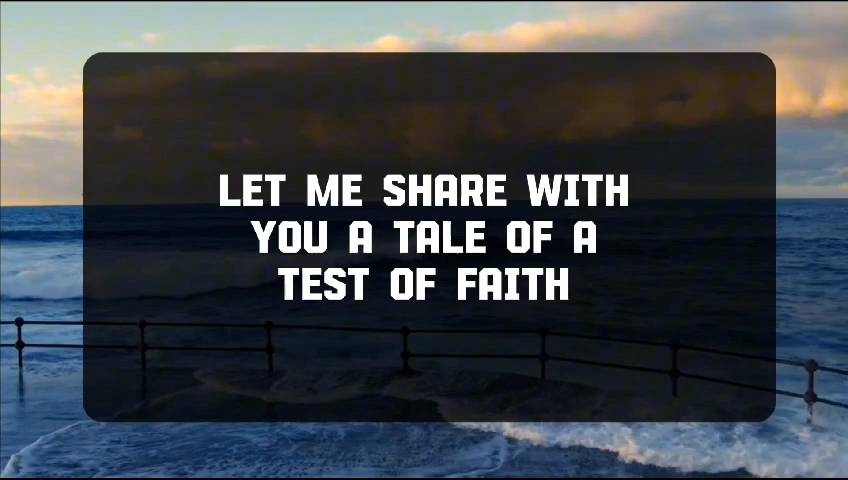 LET ME SHARE WITH
YOU A TALE OF A
TEST OF FAITH